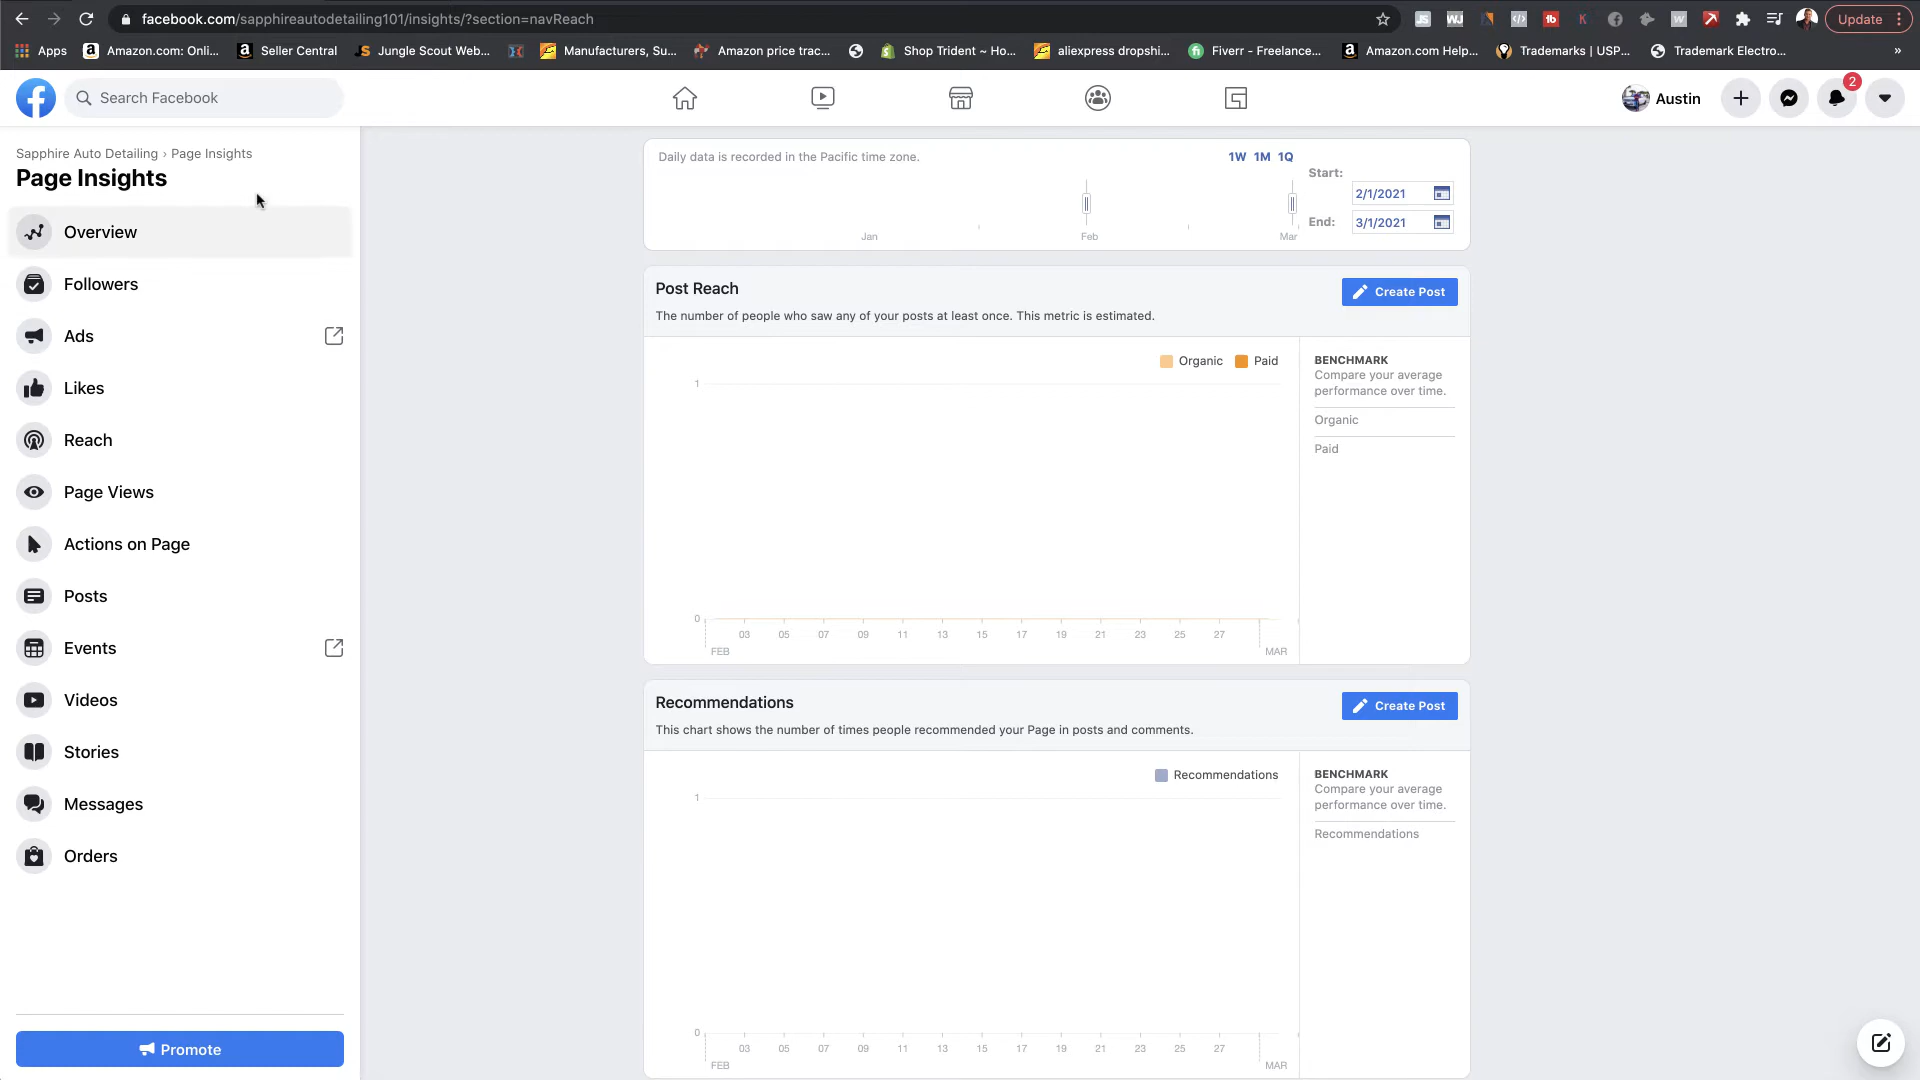 facebook.com/sapphireautodetailing101/insights/?section=navReach
JS
WJ
1b
K
W
Update
Apps
Amazon.com: Onli...
Seller Central
Jungle Scout Web...
Manufacturers, Su...
Amazon price trac...
Shop Trident ~ Ho...
aliexpress dropshi...
Fiverr - Freelance...
Amazon.com Help...
Trademarks | USP...
Trademark Electro...
»
Search Facebook
Austin
2
Sapphire Auto Detailing › Page Insights
Page Insights
Overview
Followers
Ads
Likes
Reach
Page Views
Actions on Page
Posts
Events
Videos
Stories
Messages
Orders
Promote
Daily data is recorded in the Pacific time zone.
1W 1M 1Q
Start:
2/1/2021
End:
3/1/2021
Jan Feb Mar
Post Reach
Create Post
The number of people who saw any of your posts at least once. This metric is estimated.
Organic Paid
1
0
03 05 07 09 11 13 15 17 19 21 23 25 27
FEB MAR
BENCHMARK
Compare your average
performance over time.
Organic
Paid
Recommendations
Create Post
This chart shows the number of times people recommended your Page in posts and comments.
Recommendations
1
0
03 05 07 09 11 13 15 17 19 21 23 25 27
FEB MAR
BENCHMARK
Compare your average
performance over time.
Recommendations